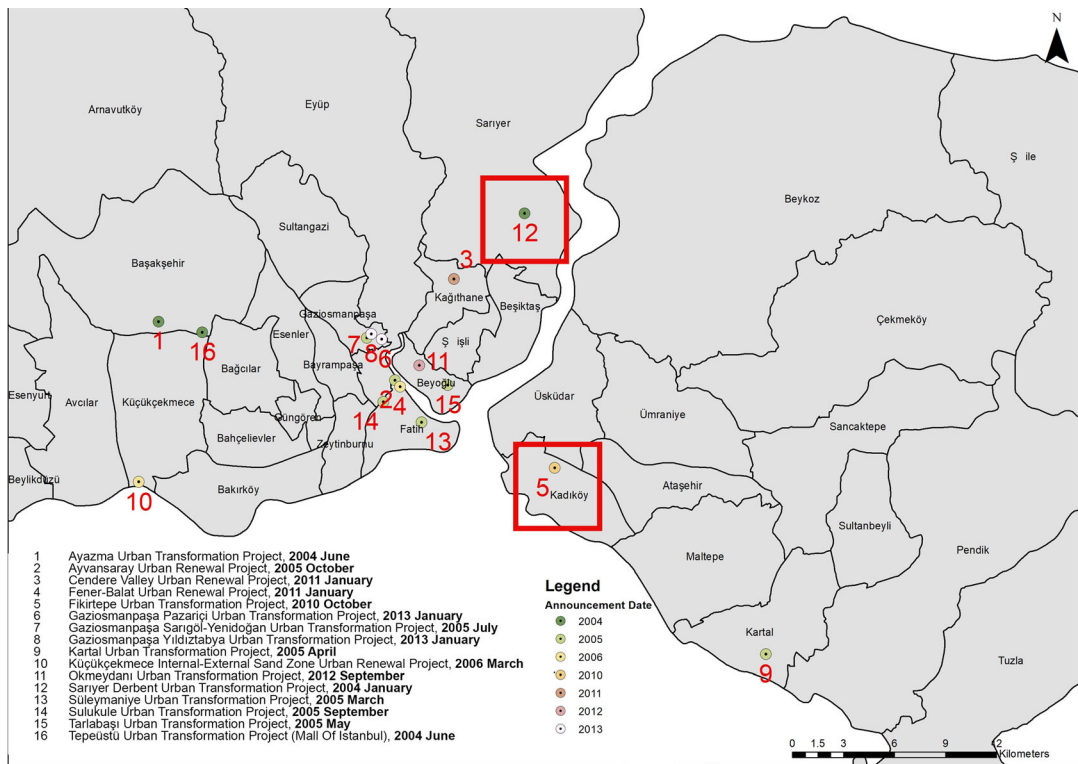 N
Arnavutköy
Eyüp
Sarıyer
Ş ile
Beykoz
Sultangazi
12
Başakşehir
3
Kağıthane
Beşiktaş
Gaziosmanpaşa
Çekmeköy
1
16
Esenler
7
8
6
Ş işli
Bağcılar
Bayrampaşa
11
Beyoğlu
Esenyurt
Avcılar
Küçükçekmece
2
4
15
Üsküdar
Ümraniye
Güngören
14
Fatih
13
Sancaktepe
Bahçelievler
Zeytinburnu
Beylikdüzü
10
Bakırköy
5
Kadıköy
Ataşehir
Sultanbeyli
Maltepe
Pendik
Kartal
9
Tuzla
1 Ayazma Urban Transformation Project, 2004 June
2 Ayvansaray Urban Renewal Project, 2005 October
3 Cendere Valley Urban Renewal Project, 2011 January
4 Fener-Balat Urban Renewal Project, 2011 January
5 Fikirtepe Urban Transformation Project, 2010 October
6 Gaziosmanpaşa Pazariçi Urban Transformation Project, 2013 January
7 Gaziosmanpaşa Sarıgöl-Yenidoğan Urban Transformation Project, 2005 July
8 Gaziosmanpaşa Yıldıztabya Urban Transformation Project, 2013 January
9 Kartal Urban Transformation Project, 2005 April
10 Küçükçekmece Internal-External Sand Zone Urban Renewal Project, 2006 March
11 Okmeydanı Urban Transformation Project, 2012 September
12 Sarıyer Derbent Urban Transformation Project, 2004 January
13 Süleymaniye Urban Transformation Project, 2005 March
14 Sulukule Urban Transformation Project, 2005 September
15 Tarlabaşı Urban Transformation Project, 2005 May
16 Tepeüstü Urban Transformation Project (Mall Of Istanbul), 2004 June
Legend
Announcement Date
2004
2005
2006
2010
2011
2012
2013
0 1.5 3 6 9 12
Kilometers